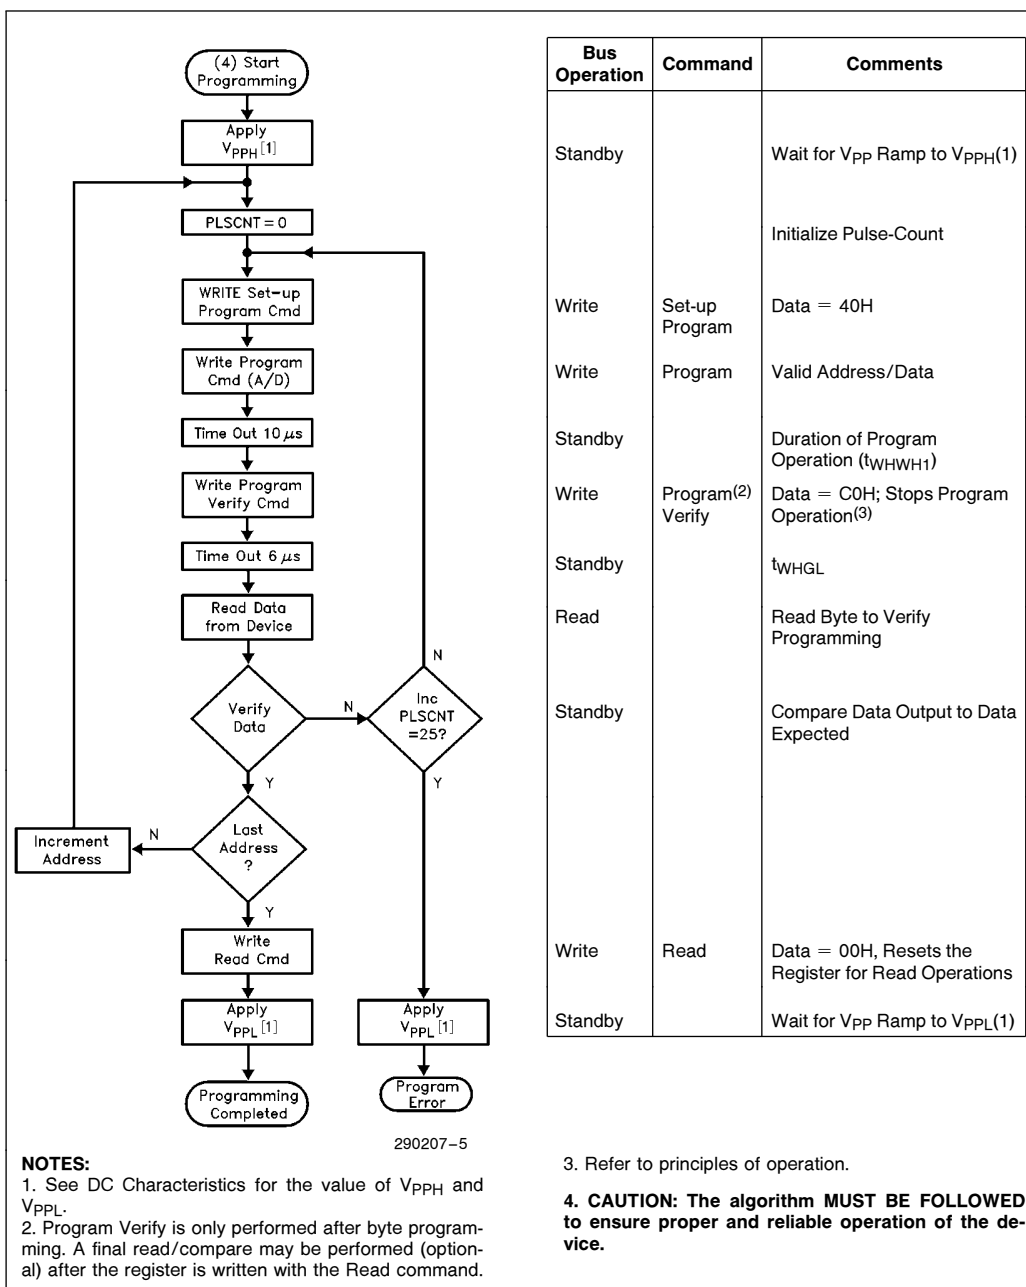 (4) Start
Programming
Apply
VPPH[1]
PLSCNT=0
WRITE Set-up
Program Cmd
Write Program
Cmd (A/D)
Time Out 10 μs
Write Program
Verify Cmd
Time Out 6 μs
Read Data
from Device
Verify
Data
N
Inc
PLSCNT
=25?
N
Y
Y
Last
Address
?
N
Increment
Address
Y
Write
Read Cmd
Apply
VPPL[1]
Programming
Completed
Apply
VPPL[1]
Program
Error
290207-5
Bus
Operation
Command
Comments
Standby
Wait for VPP Ramp to VPPH(1)
Initialize Pulse-Count
Write
Set-up
Program
Data = 40H
Write
Program
Valid Address/Data
Standby
Duration of Program
Operation (tWHWH1)
Write
Program(2)
Verify
Data = C0H; Stops Program
Operation(3)
Standby
tWHGL
Read
Read Byte to Verify
Programming
Standby
Compare Data Output to Data
Expected
Write
Read
Data = 00H, Resets the
Register for Read Operations
Standby
Wait for VPP Ramp to VPPL(1)
NOTES:
1. See DC Characteristics for the value of VPPH and
VPPL.
2. Program Verify is only performed after byte program-
ming. A final read/compare may be performed (option-
al) after the register is written with the Read command.
3. Refer to principles of operation.
4. CAUTION: The algorithm MUST BE FOLLOWED
to ensure proper and reliable operation of the de-
vice.